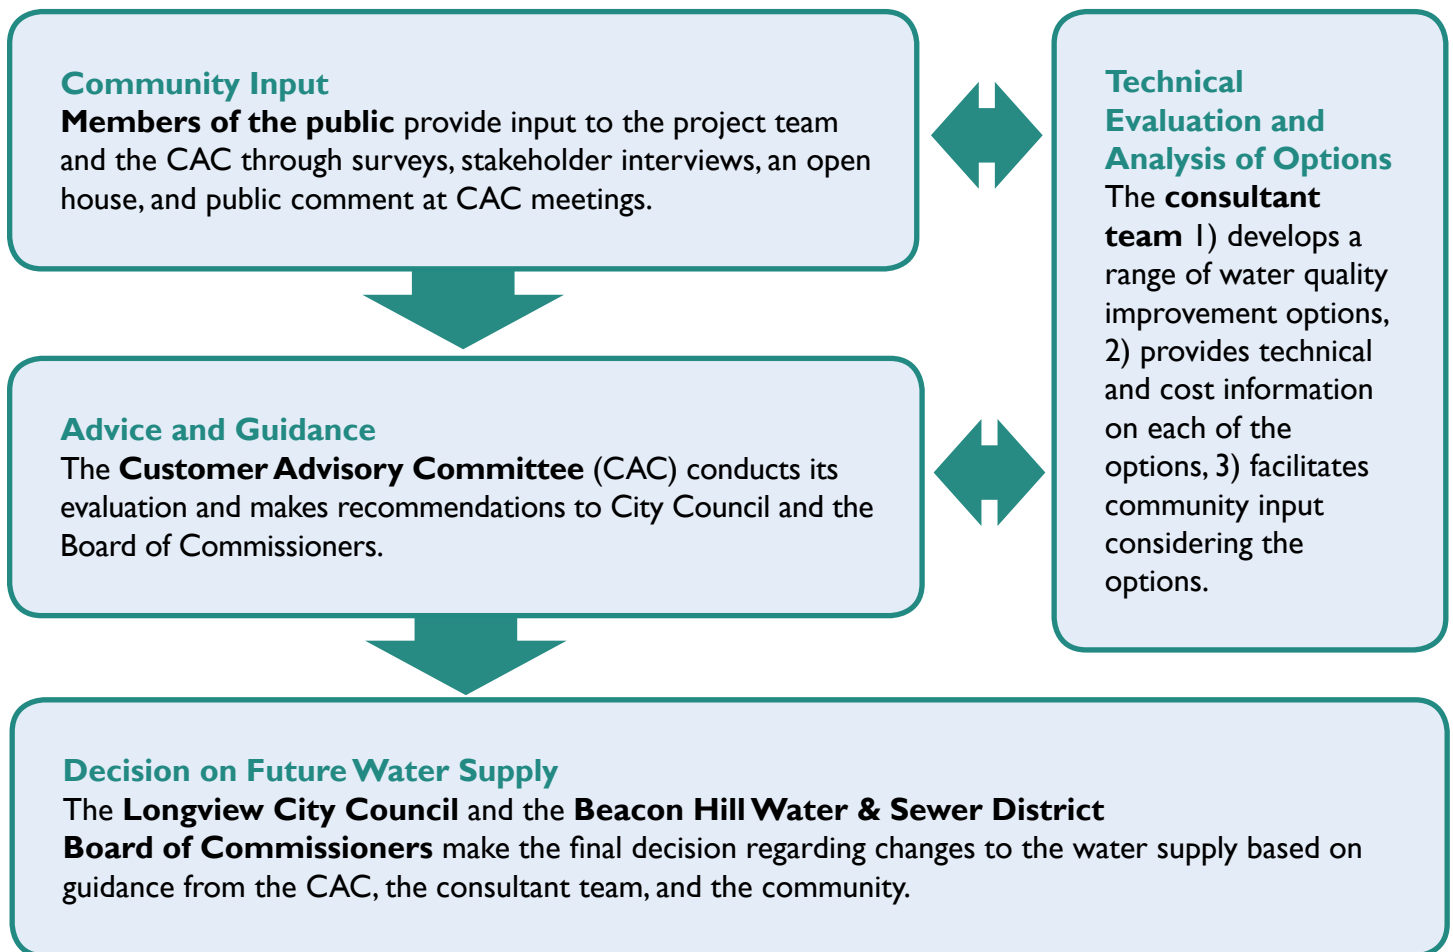 Community Input
Members of the public provide input to the project team
and the CAC through surveys, stakeholder interviews, an open
house, and public comment at CAC meetings.
Technical
Evaluation and
Analysis of Options
The consultant
team 1) develops a
range of water quality
improvement options,
2) provides technical
and cost information
on each of the
options, 3) facilitates
community input
considering the
options.
Advice and Guidance
The Customer Advisory Committee (CAC) conducts its
evaluation and makes recommendations to City Council and the
Board of Commissioners.
Decision on Future Water Supply
The Longview City Council and the Beacon Hill Water & Sewer District
Board of Commissioners make the final decision regarding changes to the water supply based on
guidance from the CAC, the consultant team, and the community.